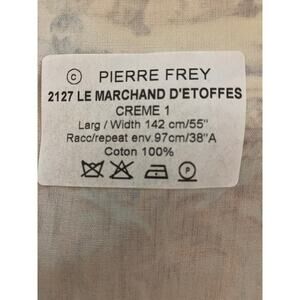 © PIERRE FREY
2127 LE MARCHAND D'ETOFFES
CREME 1
Larg / Width 142 cm/55"
Racc/repeat env.97cm/38"A
Coton 100%
P